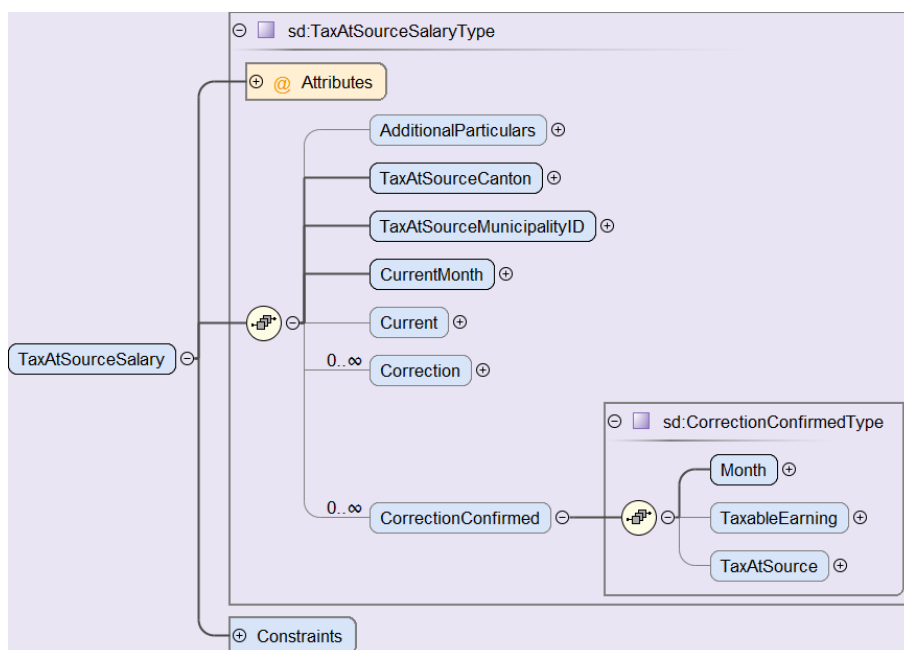 sd:TaxAtSourceSalaryType
@ Attributes
AdditionalParticulars
TaxAtSourceCanton
TaxAtSourceMunicipalityID
CurrentMonth
Current
TaxAtSourceSalary
0..∞
Correction
sd:CorrectionConfirmedType
Month
0..∞
CorrectionConfirmed
TaxableEarning
TaxAtSource
Constraints